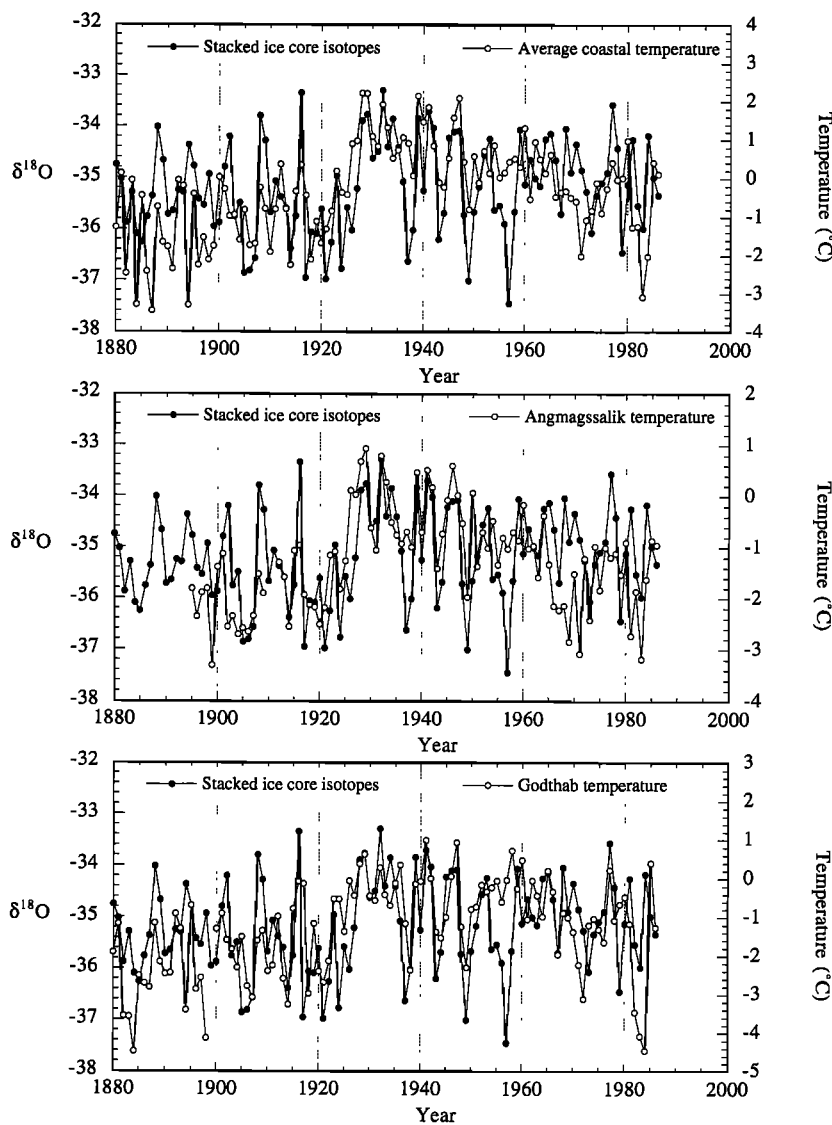 -32
-33
-34
-35
-36
-37
-38
δ18O
Stacked ice core isotopes
Average coastal temperature
4
3
2
1
0
-1
-2
-3
-4
Temperature (˚C)
1880 1900 1920 1940 1960 1980 2000
Year
-32
-33
-34
-35
-36
-37
-38
δ18O
Stacked ice core isotopes
Angmagssalik temperature
2
1
0
-1
-2
-3
-4
Temperature (˚C)
1880 1900 1920 1940 1960 1980 2000
Year
-32
-33
-34
-35
-36
-37
-38
δ18O
Stacked ice core isotopes
Godthab temperature
3
2
1
0
-1
-2
-3
-4
-5
Temperature (˚C)
1880 1900 1920 1940 1960 1980 2000
Year